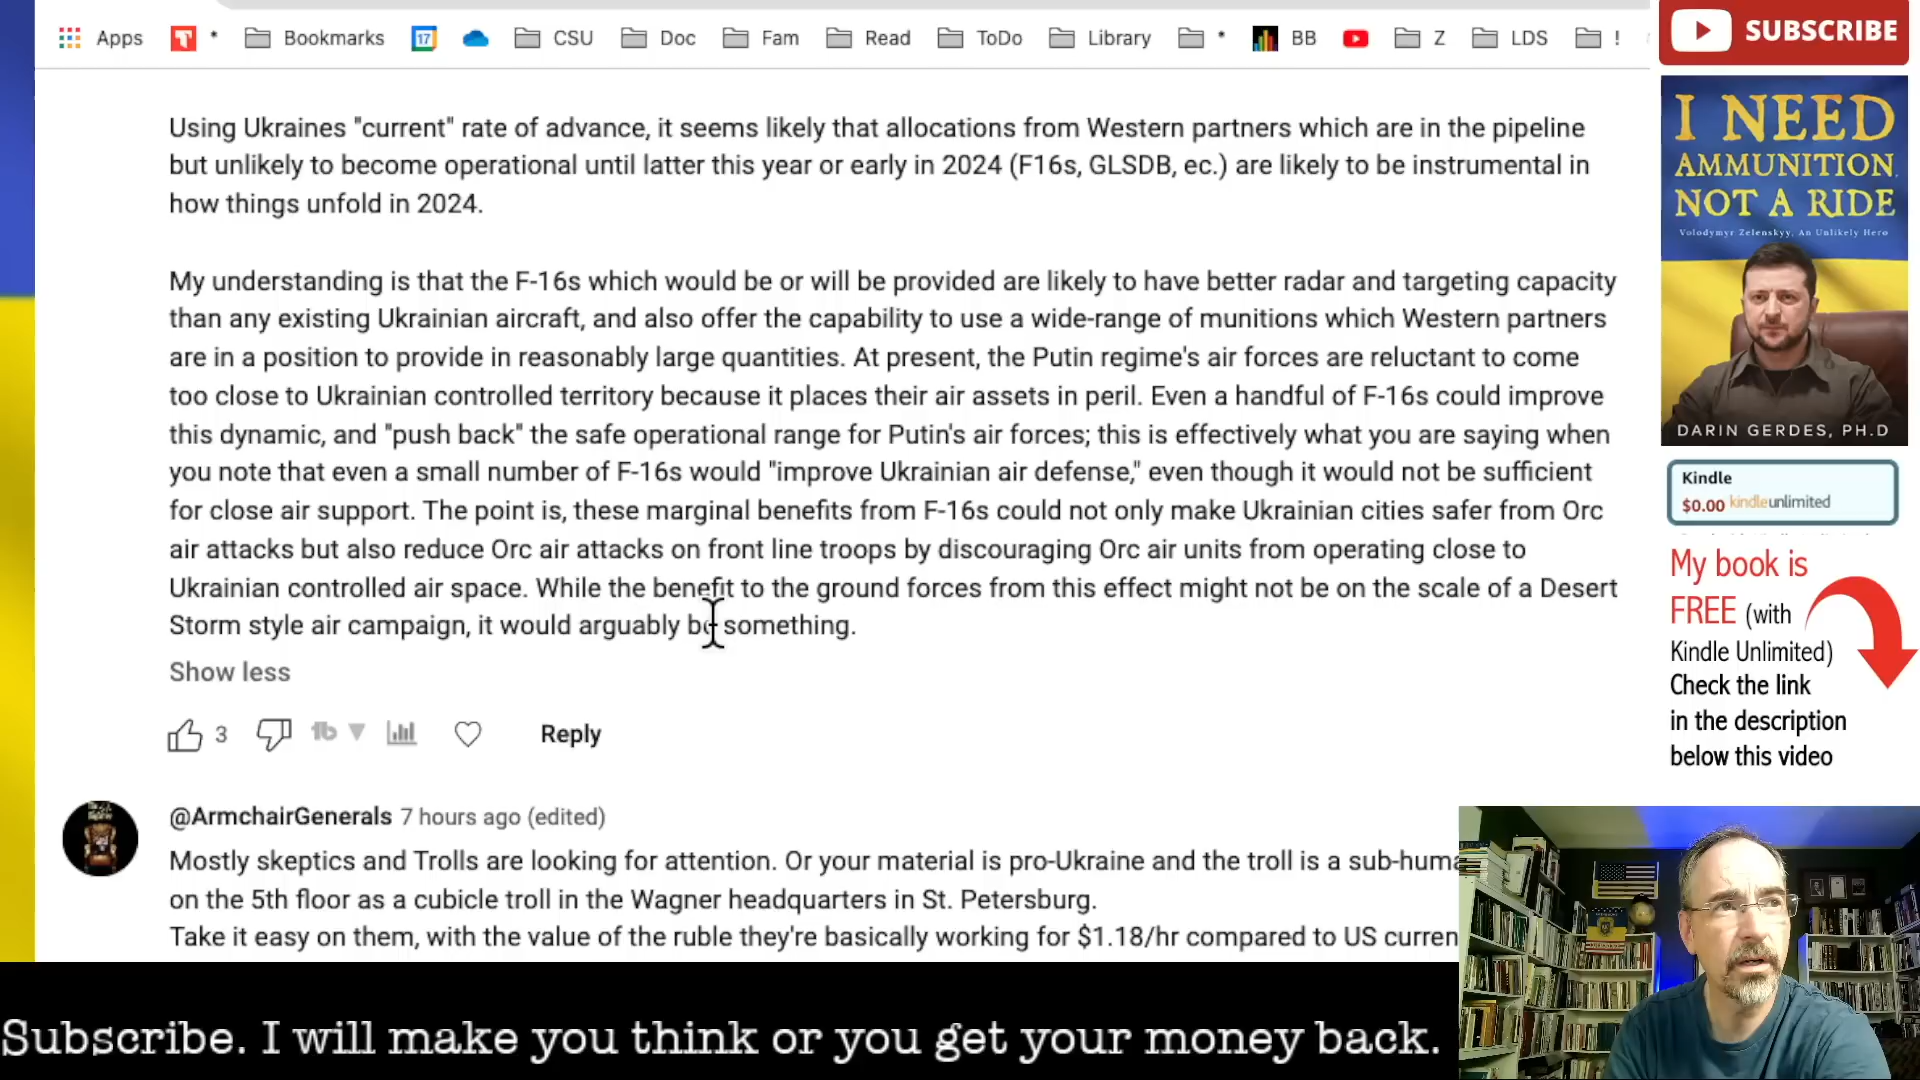 Apps * Bookmarks 17 CSU Doc Fam Read ToDo Library * BB Z LDS !
SUBSCRIBE
Using Ukraines "current" rate of advance, it seems likely that allocations from Western partners which are in the pipeline
but unlikely to become operational until latter this year or early in 2024 (F16s, GLSDB, ec.) are likely to be instrumental in
how things unfold in 2024.
My understanding is that the F-16s which would be or will be provided are likely to have better radar and targeting capacity
than any existing Ukrainian aircraft, and also offer the capability to use a wide-range of munitions which Western partners
are in a position to provide in reasonably large quantities. At present, the Putin regime's air forces are reluctant to come
too close to Ukrainian controlled territory because it places their air assets in peril. Even a handful of F-16s could improve
this dynamic, and "push back" the safe operational range for Putin's air forces; this is effectively what you are saying when
you note that even a small number of F-16s would "improve Ukrainian air defense," even though it would not be sufficient
for close air support. The point is, these marginal benefits from F-16s could not only make Ukrainian cities safer from Orc
air attacks but also reduce Orc air attacks on front line troops by discouraging Orc air units from operating close to
Ukrainian controlled air space. While the benefit to the ground forces from this effect might not be on the scale of a Desert
Storm style air campaign, it would arguably be something.
Show less
3 Reply
@ArmchairGenerals 7 hours ago (edited)
Mostly skeptics and Trolls are looking for attention. Or your material is pro-Ukraine and the troll is a sub-huma
on the 5th floor as a cubicle troll in the Wagner headquarters in St. Petersburg.
Take it easy on them, with the value of the ruble they're basically working for $1.18/hr compared to US curren
I NEED
AMMUNITION,
NOT A RIDE
Volodymyr Zelenskyy, An Unlikely Hero
DARIN GERDES, PH.D
Kindle
$0.00 kindleunlimited
My book is
FREE (with
Kindle Unlimited)
Check the link
in the description
below this video
Subscribe. I will make you think or you get your money back.